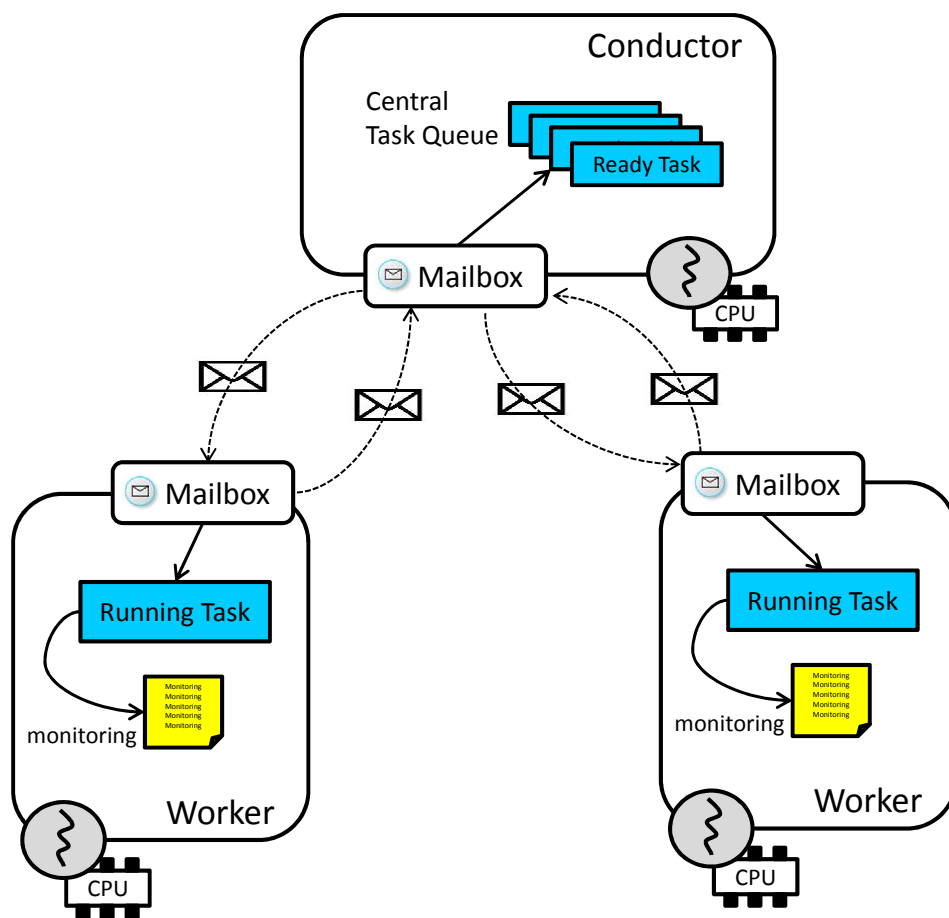 Conductor
Central
Task Queue
Ready Task
Mailbox
CPU
Mailbox
Running Task
Monitoring
Monitoring
Monitoring
Monitoring
Monitoring
monitoring
Worker
CPU
Mailbox
Running Task
Monitoring
Monitoring
Monitoring
Monitoring
Monitoring
monitoring
Worker
CPU